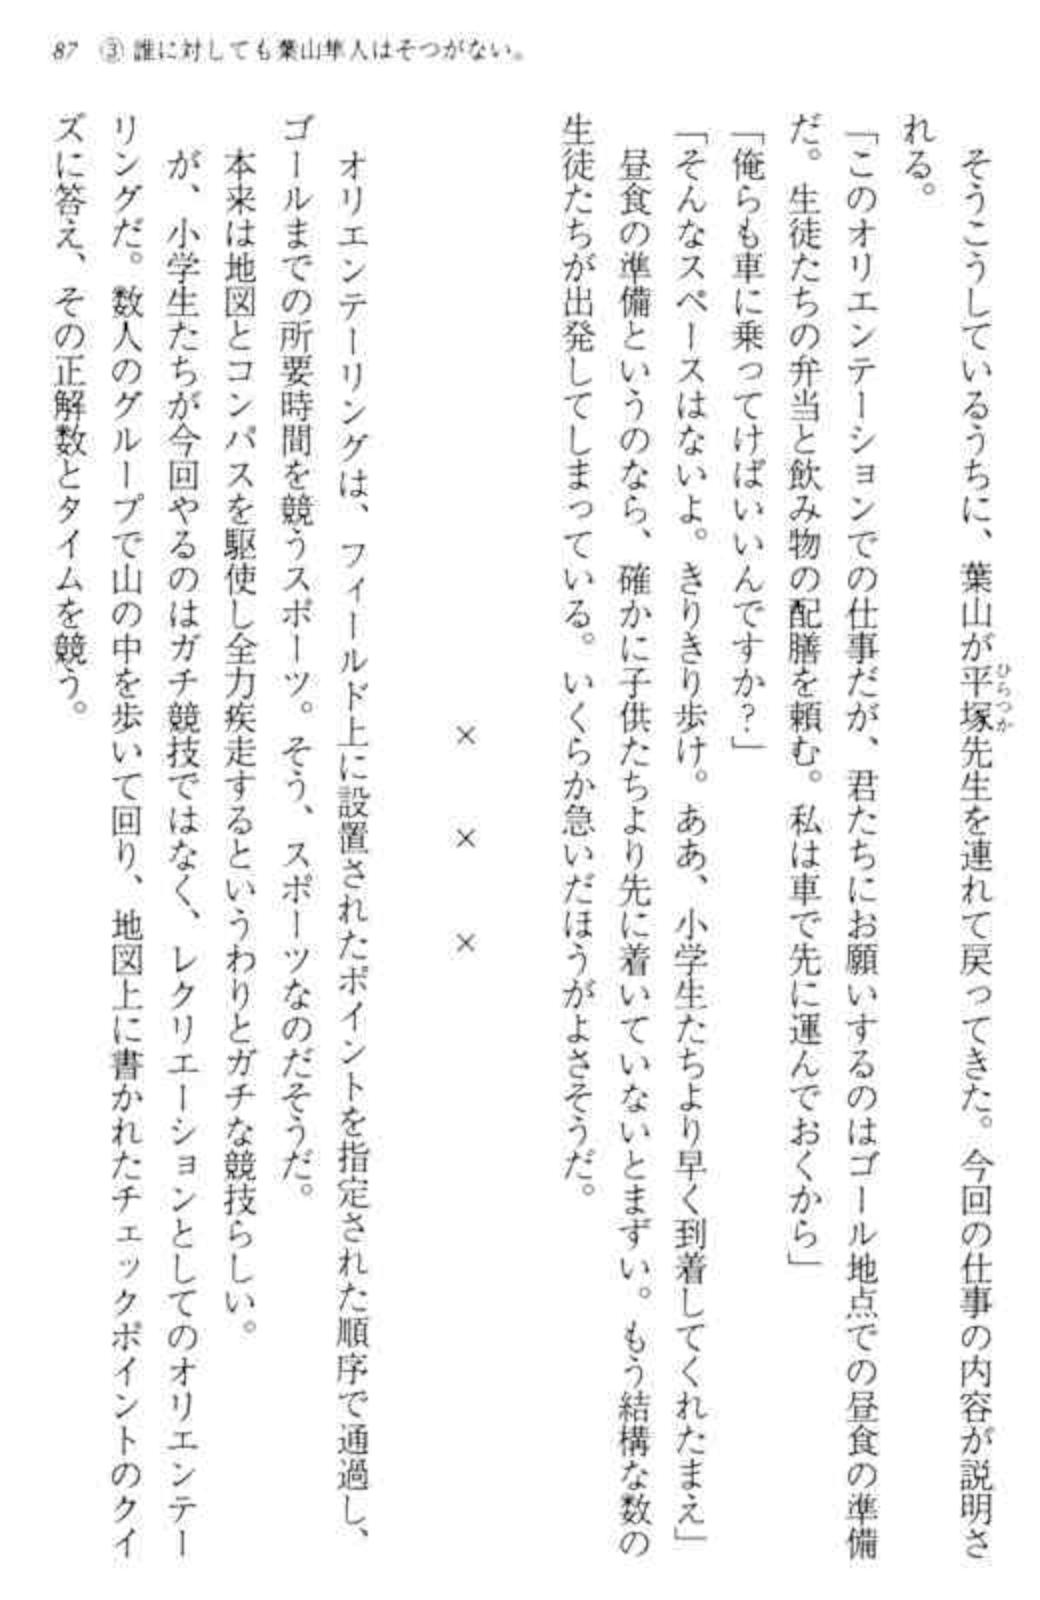 87 ③ 誰に対しても葉山隼人はそつがない。
そうこうしているうちに、葉山が平塚先生を連れて戻ってきた。今回の仕事の内容が説明さ
ひらつか
れる。
「このオリエンテーションでの仕事だが、君たちにお願いするのはゴール地点での昼食の準備
だ。生徒たちの弁当と飲み物の配膳を頼む。私は車で先に運んでおくから」
「俺らも車に乗ってけばいいんですか？」
「そんなスペースはないよ。きりきり歩け。ああ、小学生たちより早く到着してくれたまえ」
昼食の準備というのなら、確かに子供たちより先に着いていないとまずい。もう結構な数の
生徒たちが出発してしまっている。いくらか急いだほうがよさそうだ。
× × ×
オリエンテーリングは、フィールド上に設置されたポイントを指定された順序で通過し、
ゴールまでの所要時間を競うスポーツ。そう、スポーツなのだそうだ。
本来は地図とコンパスを駆使し全力疾走するというわりとガチな競技らしい。
が、小学生たちが今回やるのはガチ競技ではなく、レクリエーションとしてのオリエンテー
リングだ。数人のグループで山の中を歩いて回り、地図上に書かれたチェックポイントのクイ
ズに答え、その正解数とタイムを競う。